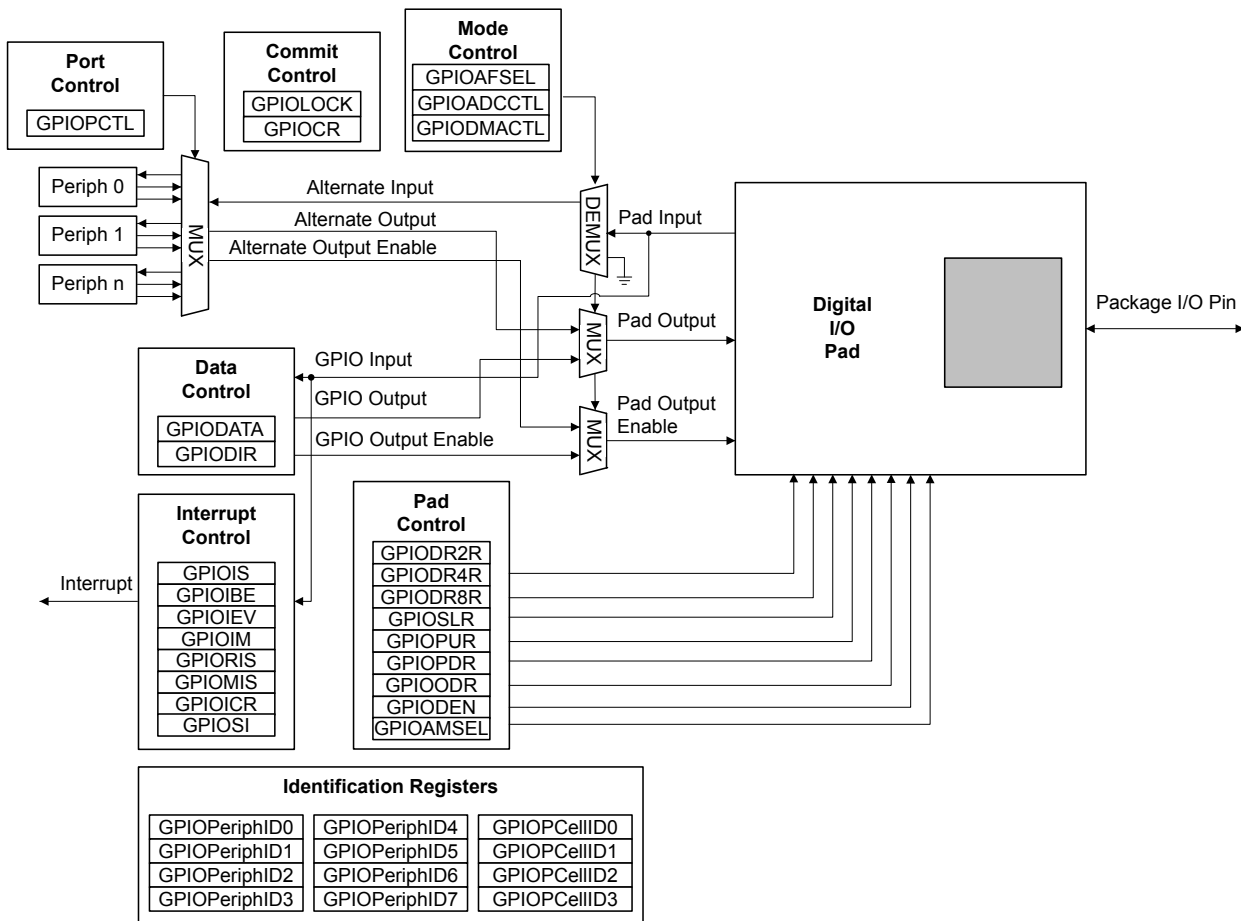 Port
Control
GPIOPCTL
Commit
Control
GPIOLOCK
GPIOCR
Mode
Control
GPIOAFSEL
GPIOADCCTL
GPIODMACTL
Periph 0
Periph 1
Periph n
MUX
Alternate Input
Alternate Output
Alternate Output Enable
DEMUX
Pad Input
MUX
Pad Output
MUX
Pad Output
Enable
Digital
I/O
Pad
Package I/O Pin
Data
Control
GPIODATA
GPIODIR
GPIO Input
GPIO Output
GPIO Output Enable
Interrupt
Interrupt
Control
GPIOIS
GPIOIBE
GPIOIEV
GPIOIM
GPIORIS
GPIOMIS
GPIOICR
GPIOSI
Pad
Control
GPIODR2R
GPIODR4R
GPIODR8R
GPIOSLR
GPIOPUR
GPIOPDR
GPIOODR
GPIODEN
GPIOAMSEL
Identification Registers
GPIOPeriphID0
GPIOPeriphID1
GPIOPeriphID2
GPIOPeriphID3
GPIOPeriphID4
GPIOPeriphID5
GPIOPeriphID6
GPIOPeriphID7
GPIOPCellID0
GPIOPCellID1
GPIOPCellID2
GPIOPCellID3